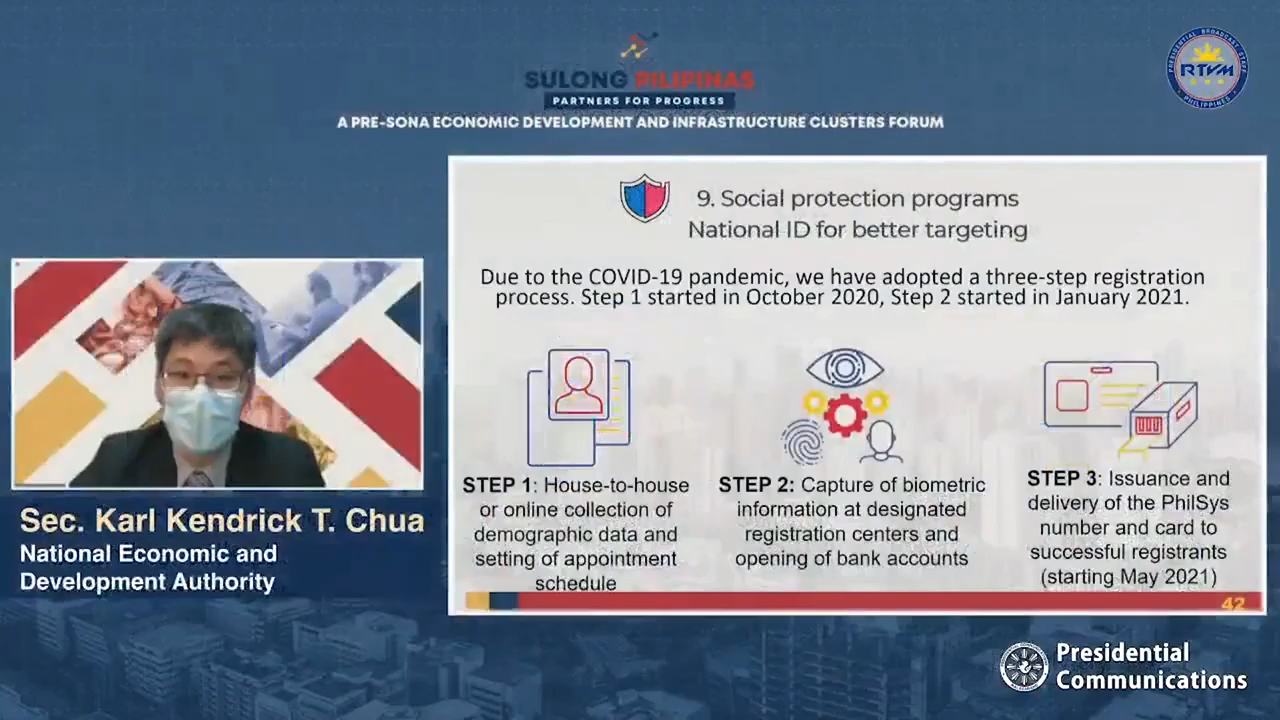 SULONG PILIPINAS
PARTNERS FOR PROGRESS
A PRE-SONA ECONOMIC DEVELOPMENT AND INFRASTRUCTURE CLUSTERS FORUM
PRESIDENTIAL BROADCAST STAFF
RTVM
PHILIPPINES
9. Social protection programs
National ID for better targeting
Due to the COVID-19 pandemic, we have adopted a three-step registration
process. Step 1 started in October 2020, Step 2 started in January 2021.
STEP 1: House-to-house
or online collection of
demographic data and
setting of appointment
schedule
STEP 2: Capture of biometric
information at designated
registration centers and
opening of bank accounts
STEP 3: Issuance and
delivery of the PhilSys
number and card to
successful registrants
(starting May 2021)
42
Sec. Karl Kendrick T. Chua
National Economic and
Development Authority
Presidential
Communications